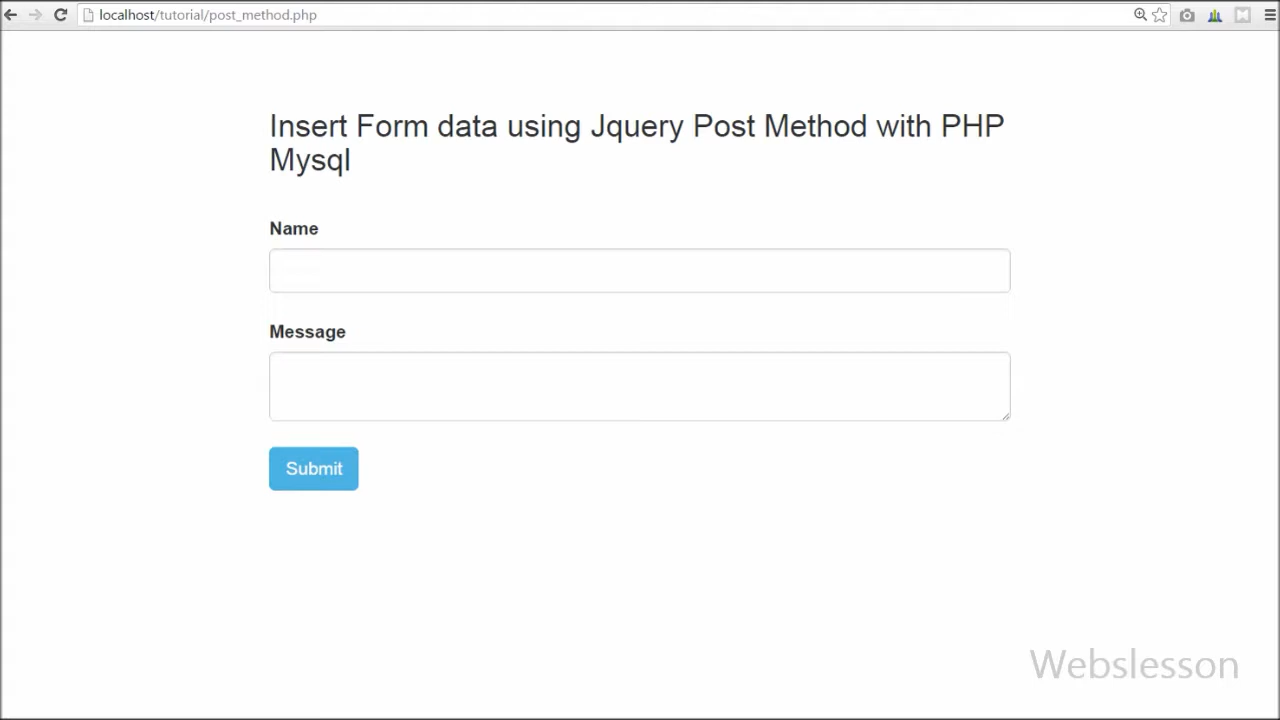 localhost/tutorial/post_method.php
Insert Form data using Jquery Post Method with PHP
Mysql
Name
Message
Submit
Webslesson